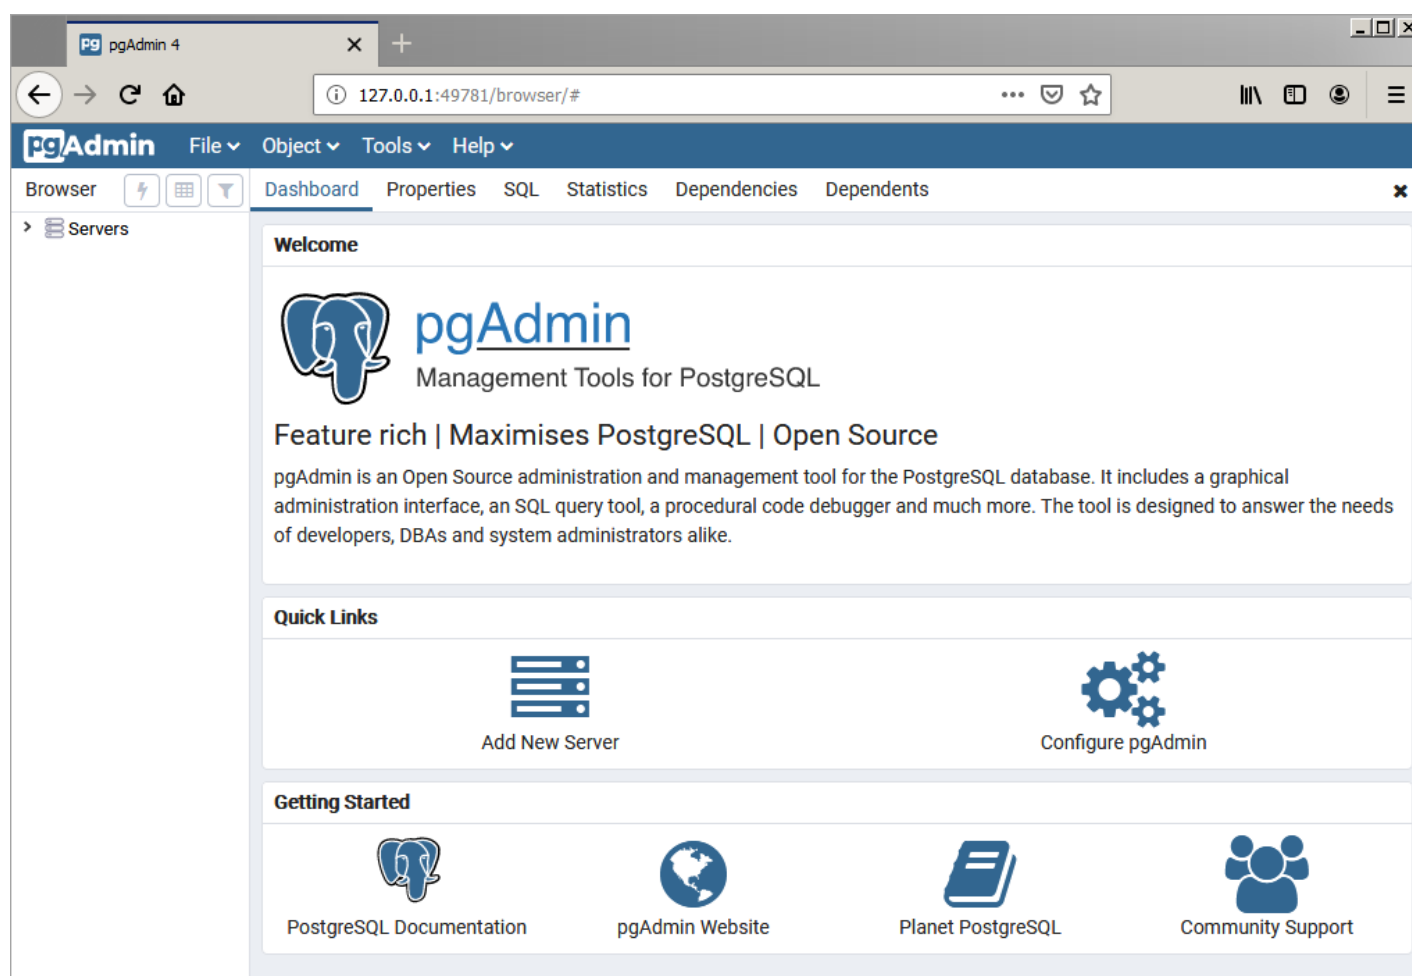 Pg pgAdmin 4
127.0.0.1:49781/browser/#
pgAdmin File Object Tools Help
Browser Dashboard Properties SQL Statistics Dependencies Dependents
Servers
Welcome
pgAdmin
Management Tools for PostgreSQL
Feature rich | Maximises PostgreSQL | Open Source
pgAdmin is an Open Source administration and management tool for the PostgreSQL database. It includes a graphical
administration interface, an SQL query tool, a procedural code debugger and much more. The tool is designed to answer the needs
of developers, DBAs and system administrators alike.
Quick Links
Add New Server Configure pgAdmin
Getting Started
PostgreSQL Documentation pgAdmin Website Planet PostgreSQL Community Support